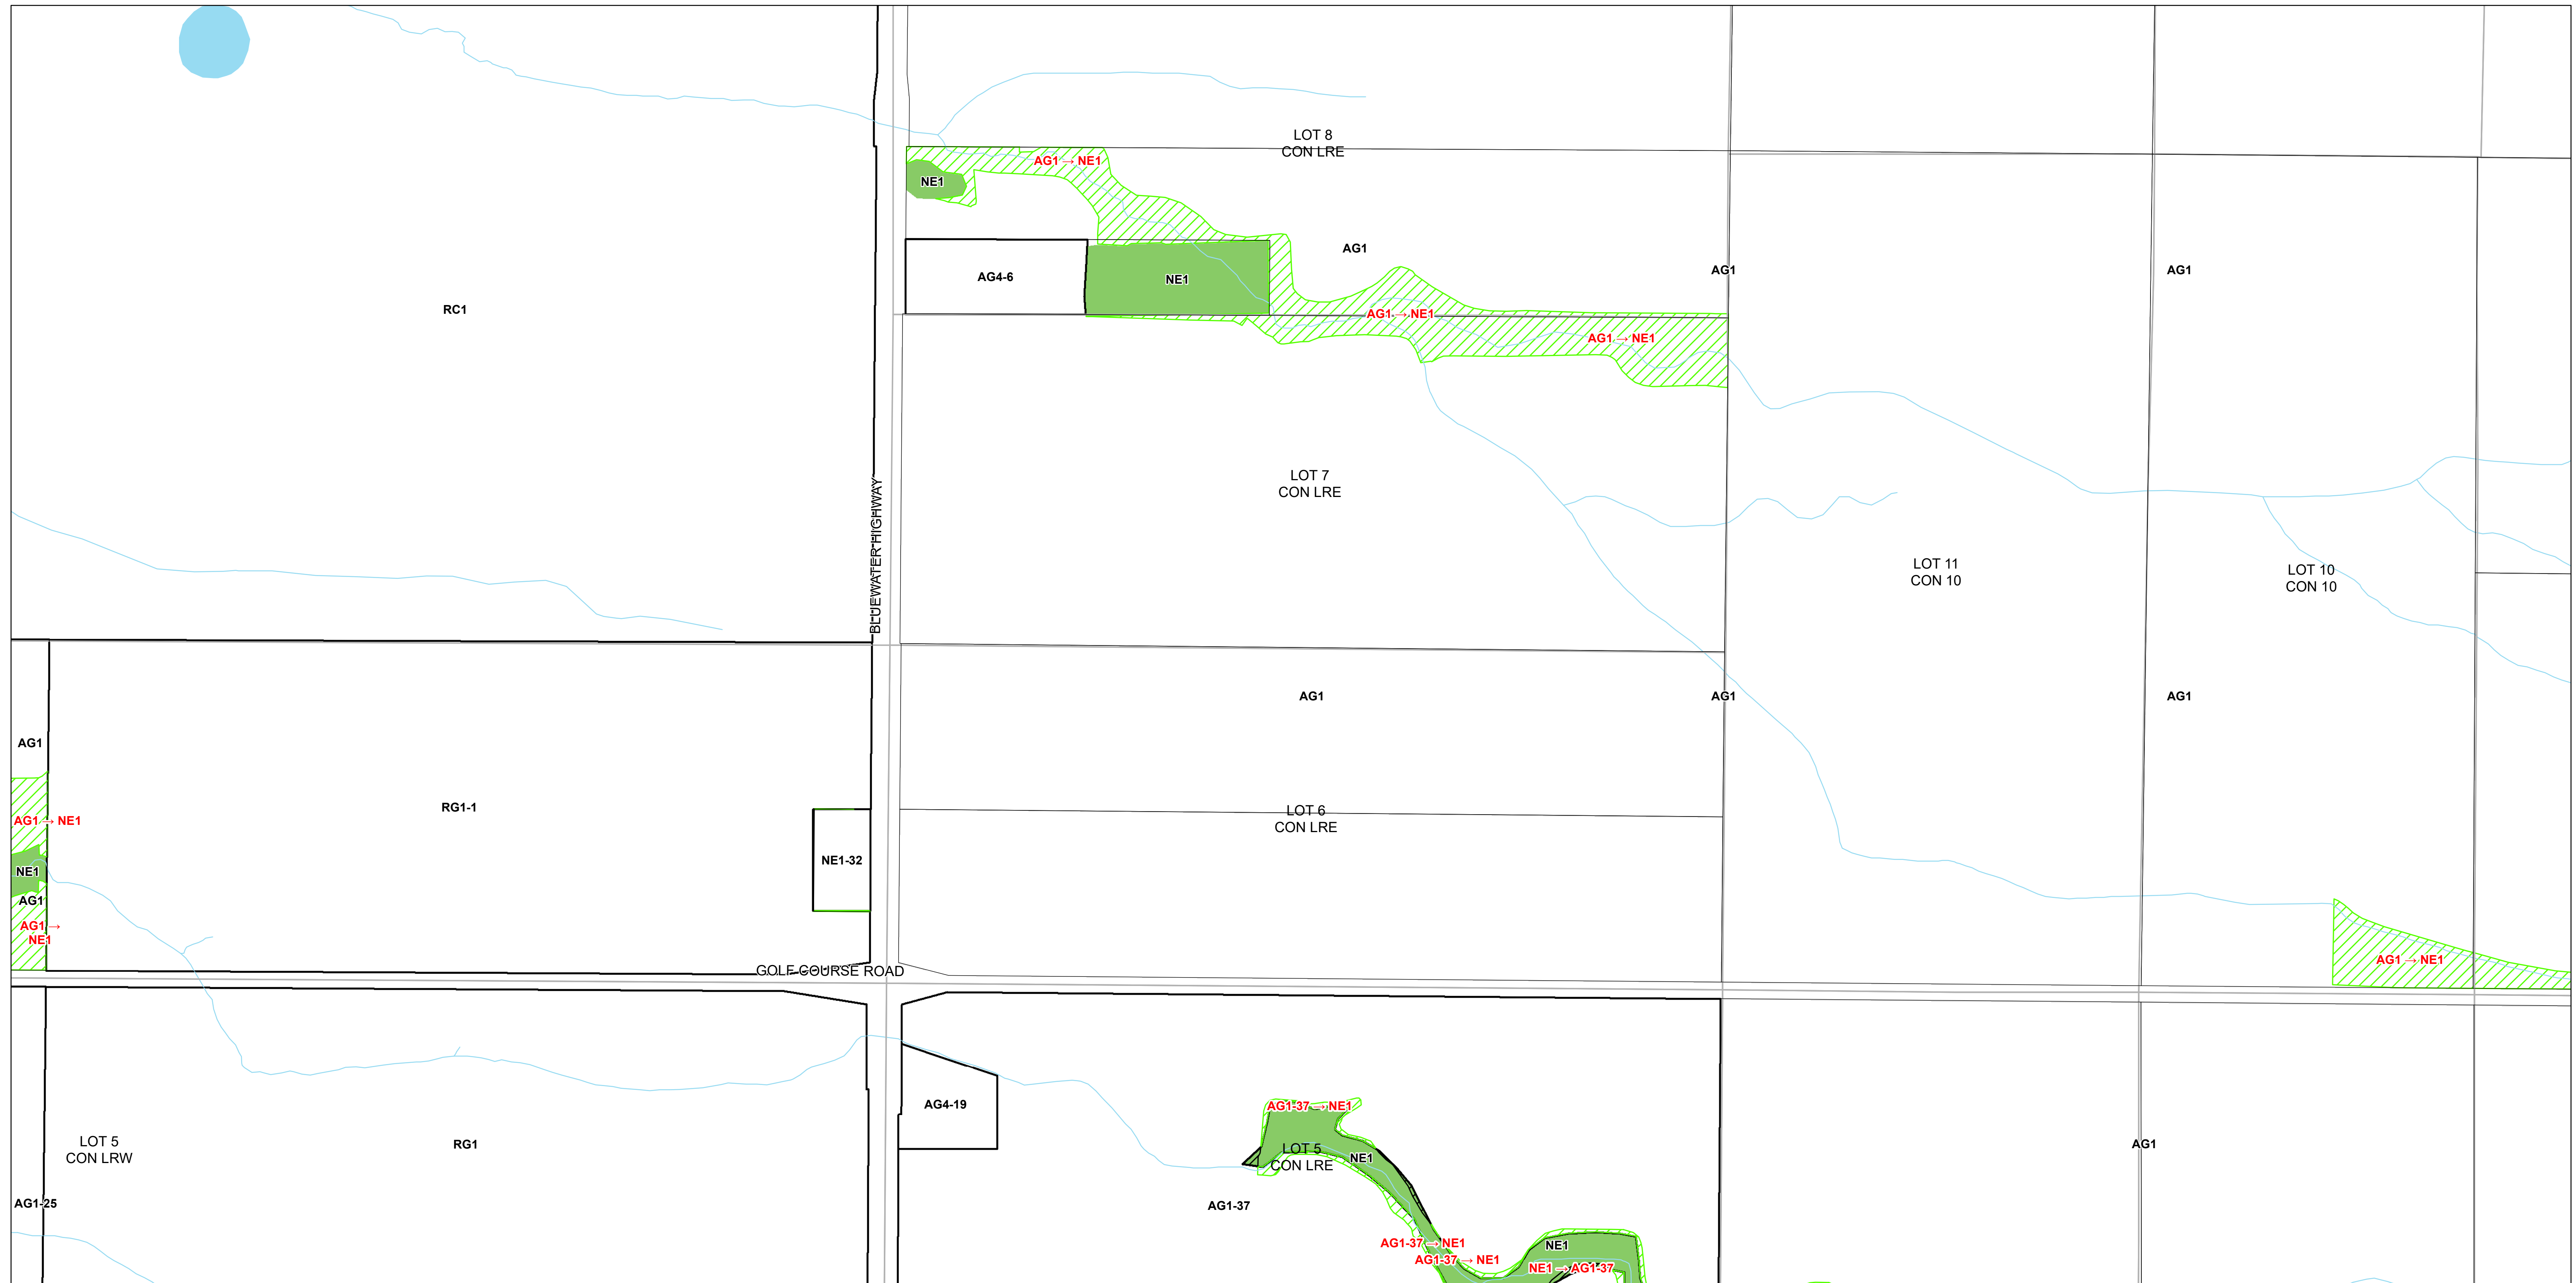 LOT 8
CON LRE
AG1 → NE1
NE1
AG1
AG4-6
NE1
AG1
AG1
RC1
AG1 → NE1
AG1 → NE1
LOT 7
CON LRE
BLUEWATER HIGHWAY
LOT 11
CON 10
LOT 10
CON 10
AG1
AG1
AG1
AG1
RG1-1
LOT 6
CON LRE
AG1 → NE1
NE1-32
NE1
AG1
AG1 →
NE1
AG1 → NE1
GOLF COURSE ROAD
AG4-19
AG1-37 → NE1
LOT 5
CON LRW
RG1
LOT 5
CON LRE
NE1
AG1
AG1-25
AG1-37
AG1-37 → NE1
NE1
AG1-37 → NE1
NE1 → AG1-37